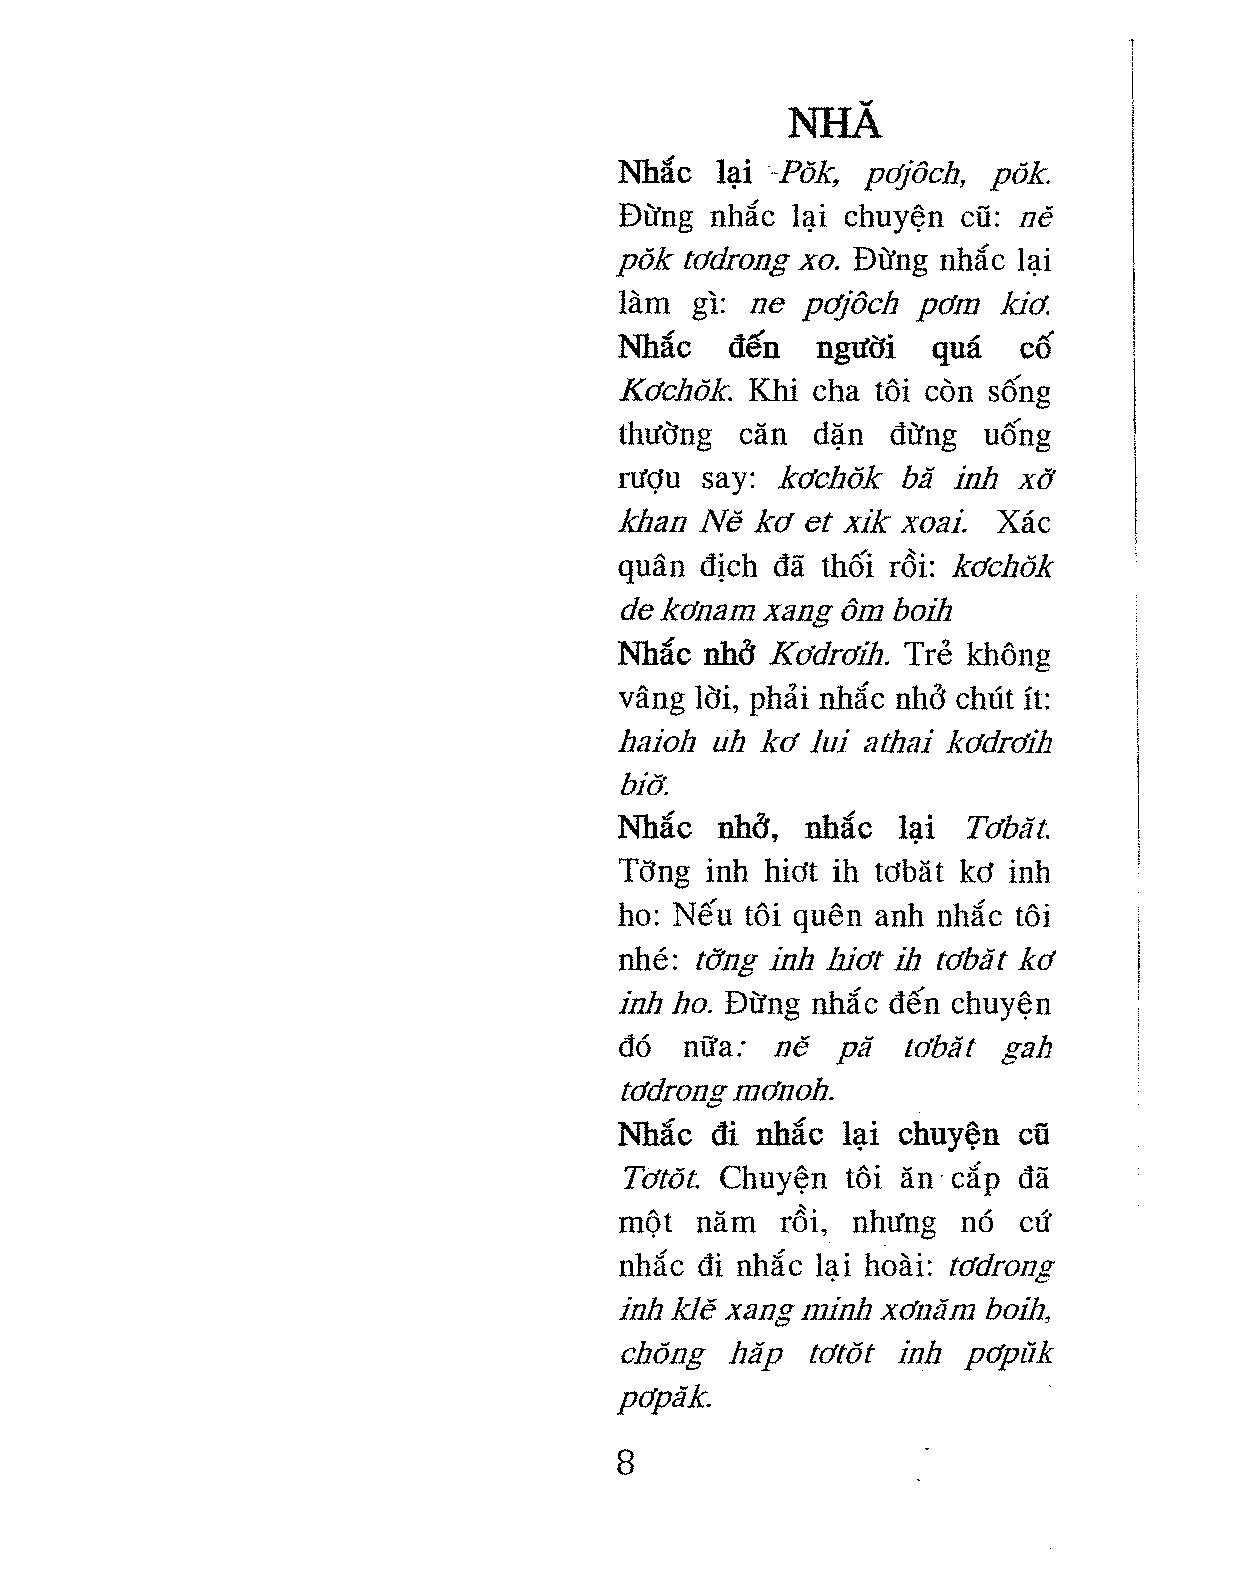 NHĂ
Nhắc lại -Pŏk, pơjôch, pŏk.
Đừng nhắc lại chuyện cũ: nĕ
pŏk tơdrong xo. Đừng nhắc lại
làm gì: ne pơjôch pơm kiơ.
Nhắc đến người quá cố
Kơchŏk. Khi cha tôi còn sống
thường căn dặn đừng uống
rượu say: kơchŏk bă inh xơ̆
khan Nĕ kơ et xik xoai. Xác
quân địch đã thối rồi: kơchŏk
de kơnam xang ôm boih
Nhắc nhở Kơdrơih. Trẻ không
vâng lời, phải nhắc nhở chút ít:
haioh uh kơ lui athai kơdrơih
biơ̆.
Nhắc nhở, nhắc lại Tơbăt.
Tơ̆ng inh hiơt ih tơbăt kơ inh
ho: Nếu tôi quên anh nhắc tôi
nhé: tơ̆ng inh hiơt ih tơbăt kơ
inh ho. Đừng nhắc đến chuyện
đó nữa: nĕ pă tơbăt gah
tơdrong mơnoh.
Nhắc đi nhắc lại chuyện cũ
Tơtŏt. Chuyện tôi ăn cắp đã
một năm rồi, nhưng nó cứ
nhắc đi nhắc lại hoài: tơdrong
inh klĕ xang minh xơnăm boih,
chŏng hăp tơtŏt inh pơpŭk
pơpăk.
8